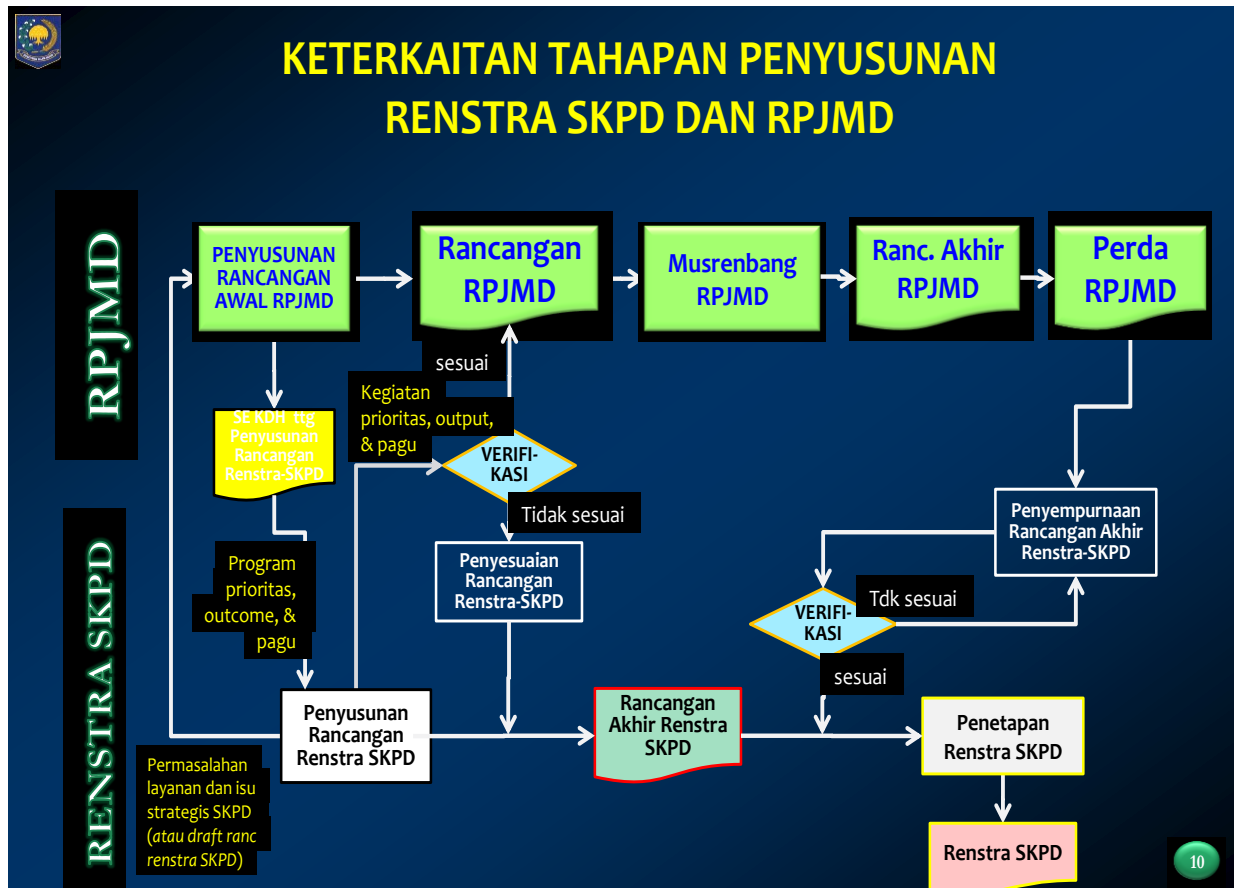 KETERKAITAN TAHAPAN PENYUSUNAN
RENSTRA SKPD DAN RPJMD
RPJMD
PENYUSUNAN
RANCANGAN
AWAL RPJMD
Rancangan
RPJMD
Musrenbang
RPJMD
Ranc. Akhir
RPJMD
Perda
RPJMD
sesuai
Kegiatan
prioritas, output,
& pagu
SE KDH ttg
Penyusunan
Rancangan
Renstra-SKPD
VERIFI-
KASI
Tidak sesuai
Penyesuaian
Rancangan
Renstra-SKPD
Penyempurnaan
Rancangan Akhir
Renstra-SKPD
RENSTRA SKPD
Program
prioritas,
outcome, &
pagu
VERIFI-
KASI
Tdk sesuai
sesuai
Penyusunan
Rancangan
Renstra SKPD
Rancangan
Akhir Renstra
SKPD
Penetapan
Renstra SKPD
Permasalahan
layanan dan isu
strategis SKPD
(atau draft ranc
renstra SKPD)
Renstra SKPD
10